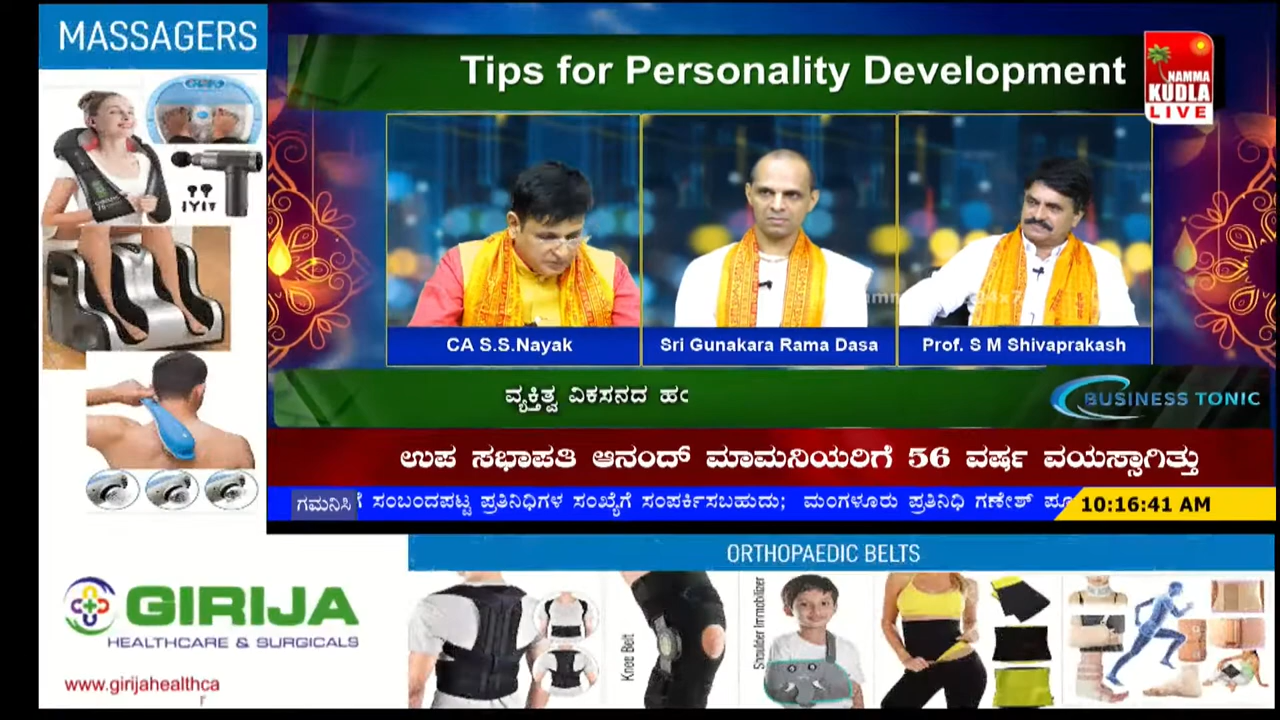 MASSAGERS
Tips for Personality Development
NAMMA
KUDLA
LIVE
CA S.S.Nayak
Sri Gunakara Rama Dasa
Prof. S M Shivaprakash
ವ್ಯಕ್ತಿತ್ವ ವಿಕಸನದ
BUSINESS TONIC
ಉಪ ಸಭಾಪತಿ ಆನಂದ್ ಮಾಮನಿಯರಿಗೆ 56 ವರ್ಷ ವಯಸ್ಸಾಗಿತ್ತು
ಗಮನಿಸಿ
ಸಂಬಂದಪಟ್ಟ ಪ್ರತಿನಿಧಿಗಳ ಸಂಖ್ಯೆಗೆ ಸಂಪರ್ಕಿಸಬಹುದು; ಮಂಗಳೂರು ಪ್ರತಿನಿಧಿ ಗಣೇಶ್
10:16:41 AM
ORTHOPAEDIC BELTS
GIRIJA
HEALTHCARE & SURGICALS
www.girijahealthca
Knee Belt
Shoulder Immobilizer